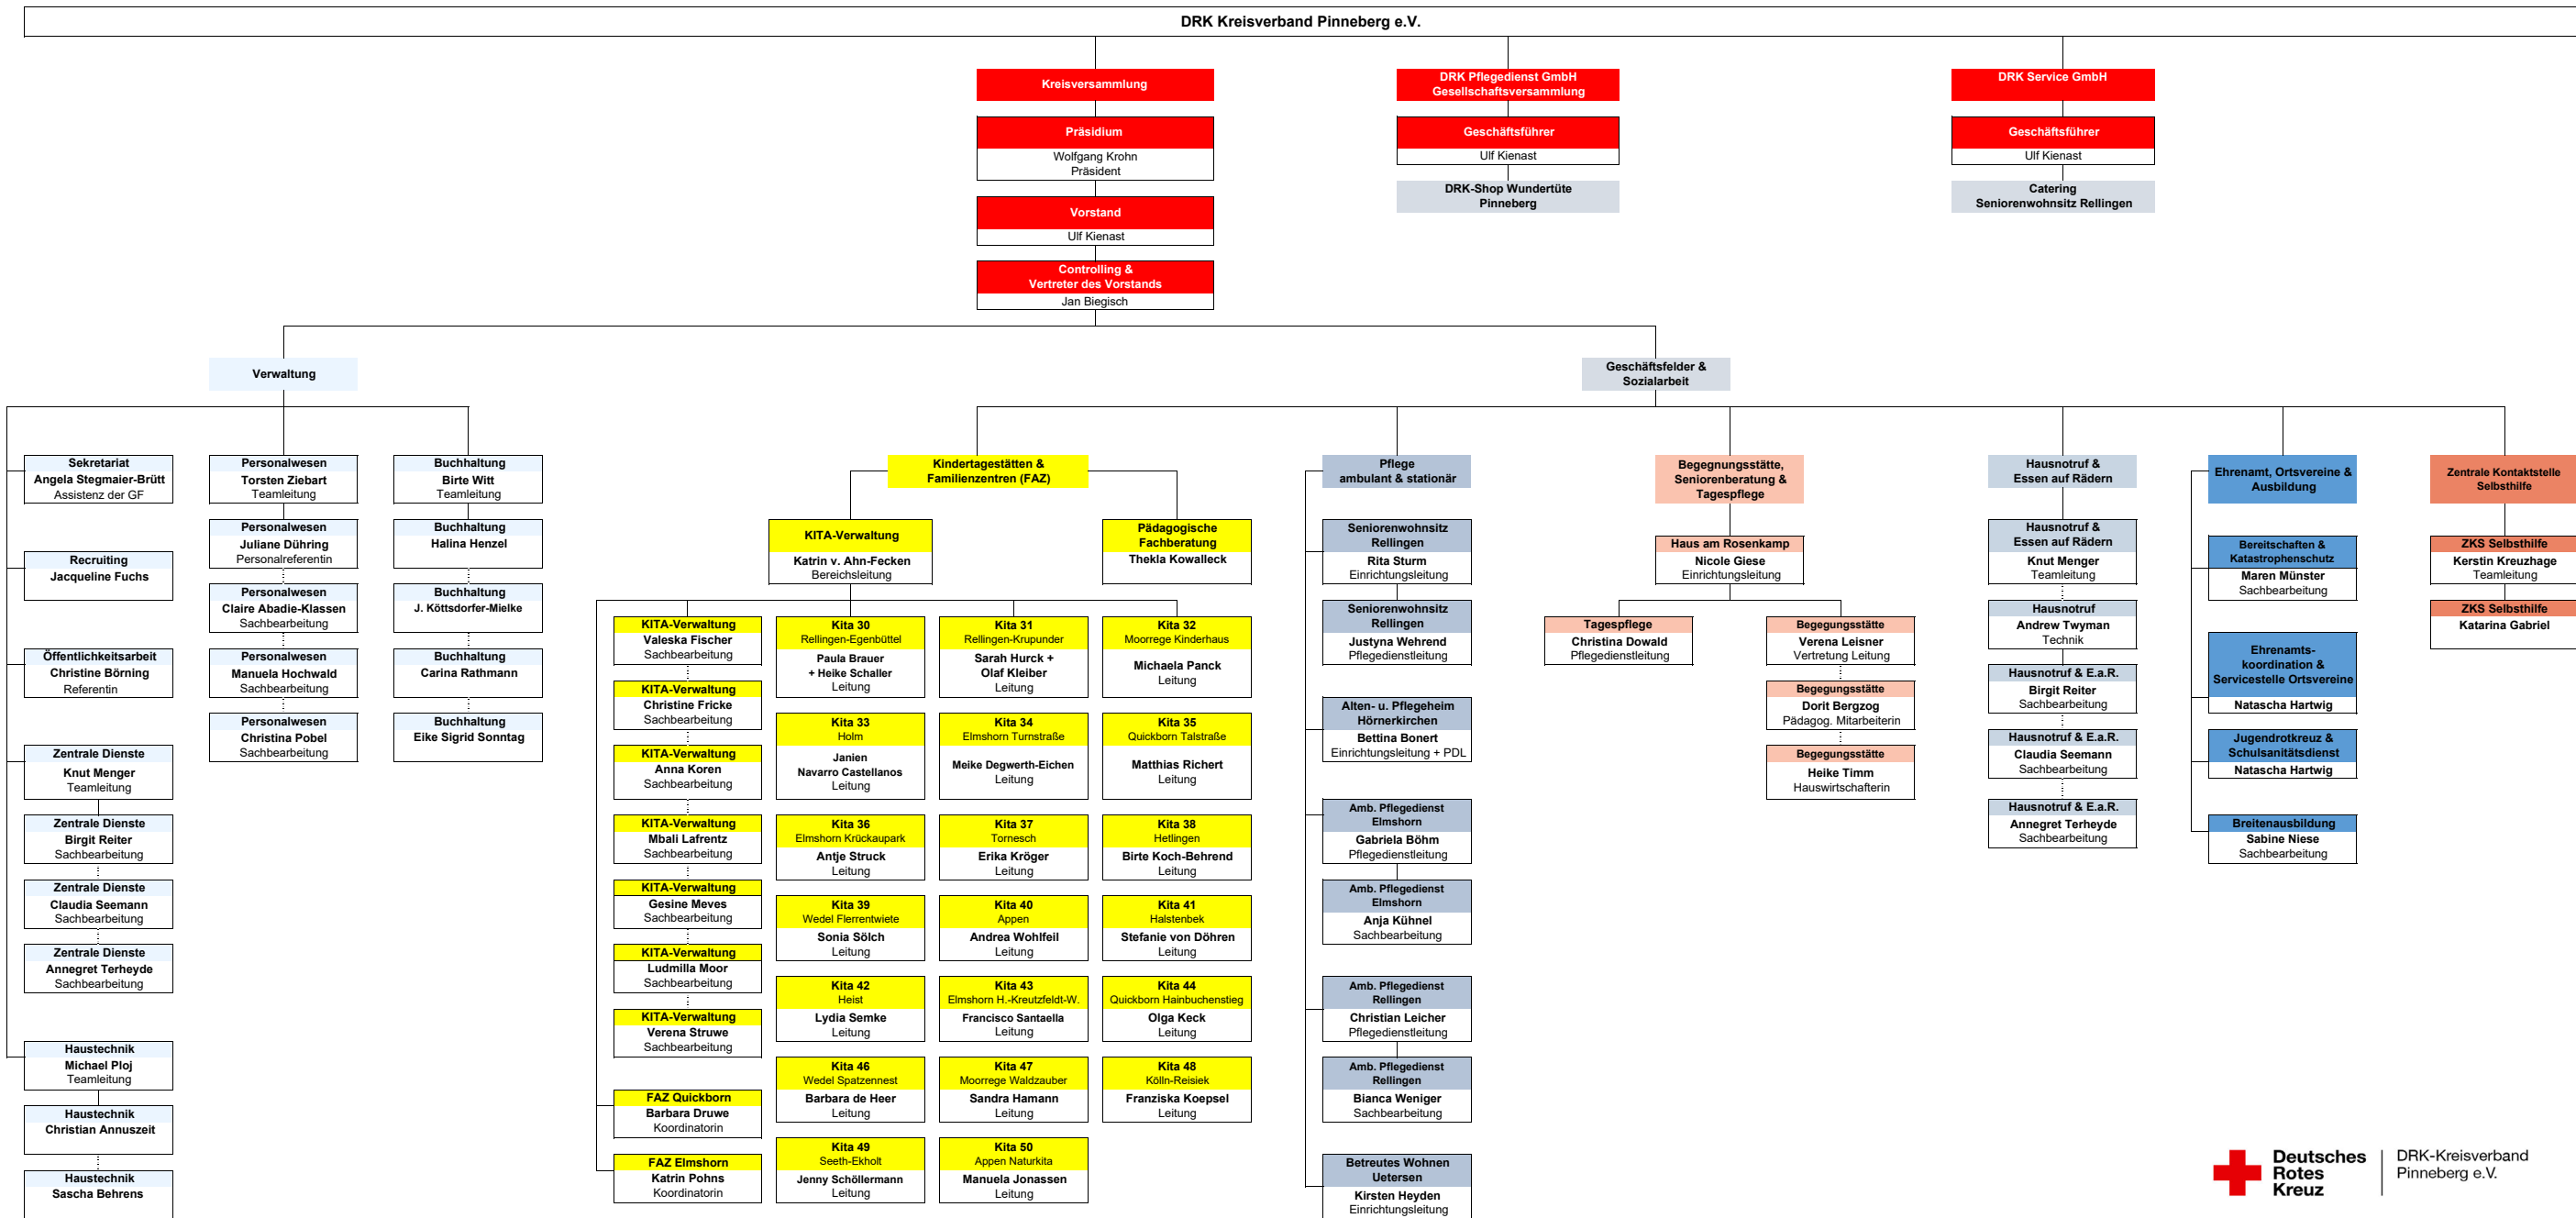 DRK Kreisverband Pinneberg e.V.
Kreisversammlung
Präsidium
Wolfgang Krohn
Präsident
Vorstand
Ulf Kienast
Controlling &
Vertreter des Vorstands
Jan Biegisch
DRK Pflegedienst GmbH
Gesellschaftsversammlung
Geschäftsführer
Ulf Kienast
DRK-Shop Wundertüte
Pinneberg
DRK Service GmbH
Geschäftsführer
Ulf Kienast
Catering
Seniorenwohnsitz Rellingen
Verwaltung
Geschäftsfelder &
Sozialarbeit
Sekretariat
Angela Stegmaier-Brütt
Assistenz der GF
Recruiting
Jacqueline Fuchs
Öffentlichkeitsarbeit
Christine Börning
Referentin
Zentrale Dienste
Knut Menger
Teamleitung
Zentrale Dienste
Birgit Reiter
Sachbearbeitung
Zentrale Dienste
Claudia Seemann
Sachbearbeitung
Zentrale Dienste
Annegret Terheyde
Sachbearbeitung
Haustechnik
Michael Ploj
Teamleitung
Haustechnik
Christian Annuszeit
Haustechnik
Sascha Behrens
Personalwesen
Torsten Ziebart
Teamleitung
Personalwesen
Juliane Dühring
Personalreferentin
Personalwesen
Claire Abadie-Klassen
Sachbearbeitung
Personalwesen
Manuela Hochwald
Sachbearbeitung
Personalwesen
Christina Pobel
Sachbearbeitung
Buchhaltung
Birte Witt
Teamleitung
Buchhaltung
Halina Henzel
Buchhaltung
J. Köttsdorfer-Mielke
Buchhaltung
Carina Rathmann
Buchhaltung
Eike Sigrid Sonntag
Kindertagestätten &
Familienzentren (FAZ)
KITA-Verwaltung
Katrin v. Ahn-Fecken
Bereichsleitung
Pädagogische
Fachberatung
Thekla Kowalleck
KITA-Verwaltung
Valeska Fischer
Sachbearbeitung
KITA-Verwaltung
Christine Fricke
Sachbearbeitung
KITA-Verwaltung
Anna Koren
Sachbearbeitung
KITA-Verwaltung
Mbali Lafrentz
Sachbearbeitung
KITA-Verwaltung
Gesine Meves
Sachbearbeitung
KITA-Verwaltung
Ludmilla Moor
Sachbearbeitung
KITA-Verwaltung
Verena Struwe
Sachbearbeitung
FAZ Quickborn
Barbara Druwe
Koordinatorin
FAZ Elmshorn
Katrin Pohns
Koordinatorin
Kita 30
Rellingen-Egenbüttel
Paula Brauer
+ Heike Schaller
Leitung
Kita 31
Rellingen-Krupunder
Sarah Hurck +
Olaf Kleiber
Leitung
Kita 32
Moorrege Kinderhaus
Michaela Panck
Leitung
Kita 33
Holm
Janien
Navarro Castellanos
Leitung
Kita 34
Elmshorn Turnstraße
Meike Degwerth-Eichen
Leitung
Kita 35
Quickborn Talstraße
Matthias Richert
Leitung
Kita 36
Elmshorn Krückaupark
Antje Struck
Leitung
Kita 37
Tornesch
Erika Kröger
Leitung
Kita 38
Hetlingen
Birte Koch-Behrend
Leitung
Kita 39
Wedel Flerrentwiete
Sonia Sölch
Leitung
Kita 40
Appen
Andrea Wohlfeil
Leitung
Kita 41
Halstenbek
Stefanie von Döhren
Leitung
Kita 42
Heist
Lydia Semke
Leitung
Kita 43
Elmshorn H.-Kreutzfeldt-W.
Francisco Santaella
Leitung
Kita 44
Quickborn Hainbuchenstieg
Olga Keck
Leitung
Kita 46
Wedel Spatzennest
Barbara de Heer
Leitung
Kita 47
Moorrege Waldzauber
Sandra Hamann
Leitung
Kita 48
Kölln-Reisiek
Franziska Koepsel
Leitung
Kita 49
Seeth-Ekholt
Jenny Schöllermann
Leitung
Kita 50
Appen Naturkita
Manuela Jonassen
Leitung
Pflege
ambulant & stationär
Seniorenwohnsitz
Rellingen
Rita Sturm
Einrichtungsleitung
Seniorenwohnsitz
Rellingen
Justyna Wehrend
Pflegedienstleitung
Alten- u. Pflegeheim
Hörnerkirchen
Bettina Bonert
Einrichtungsleitung + PDL
Amb. Pflegedienst
Elmshorn
Gabriela Böhm
Pflegedienstleitung
Amb. Pflegedienst
Elmshorn
Anja Kühnel
Sachbearbeitung
Amb. Pflegedienst
Rellingen
Christian Leicher
Pflegedienstleitung
Amb. Pflegedienst
Rellingen
Bianca Weniger
Sachbearbeitung
Betreutes Wohnen
Uetersen
Kirsten Heyden
Einrichtungsleitung
Begegnungsstätte,
Seniorenberatung &
Tagespflege
Haus am Rosenkamp
Nicole Giese
Einrichtungsleitung
Tagespflege
Christina Dowald
Pflegedienstleitung
Begegungsstätte
Verena Leisner
Vertretung Leitung
Begegungsstätte
Dorit Bergzog
Pädagog. Mitarbeiterin
Begegungsstätte
Heike Timm
Hauswirtschafterin
Hausnotruf &
Essen auf Rädern
Hausnotruf &
Essen auf Rädern
Knut Menger
Teamleitung
Hausnotruf
Andrew Twyman
Technik
Hausnotruf & E.a.R.
Birgit Reiter
Sachbearbeitung
Hausnotruf & E.a.R.
Claudia Seemann
Sachbearbeitung
Hausnotruf & E.a.R.
Annegret Terheyde
Sachbearbeitung
Ehrenamt, Ortsvereine &
Ausbildung
Bereitschaften &
Katastrophenschutz
Maren Münster
Sachbearbeitung
Ehrenamts-
koordination &
Servicestelle Ortsvereine
Natascha Hartwig
Jugendrotkreuz &
Schulsanitätsdienst
Natascha Hartwig
Breitenausbildung
Sabine Niese
Sachbearbeitung
Zentrale Kontaktstelle
Selbsthilfe
ZKS Selbsthilfe
Kerstin Kreuzhage
Teamleitung
ZKS Selbsthilfe
Katarina Gabriel
Deutsches
Rotes
Kreuz
DRK-Kreisverband
Pinneberg e.V.